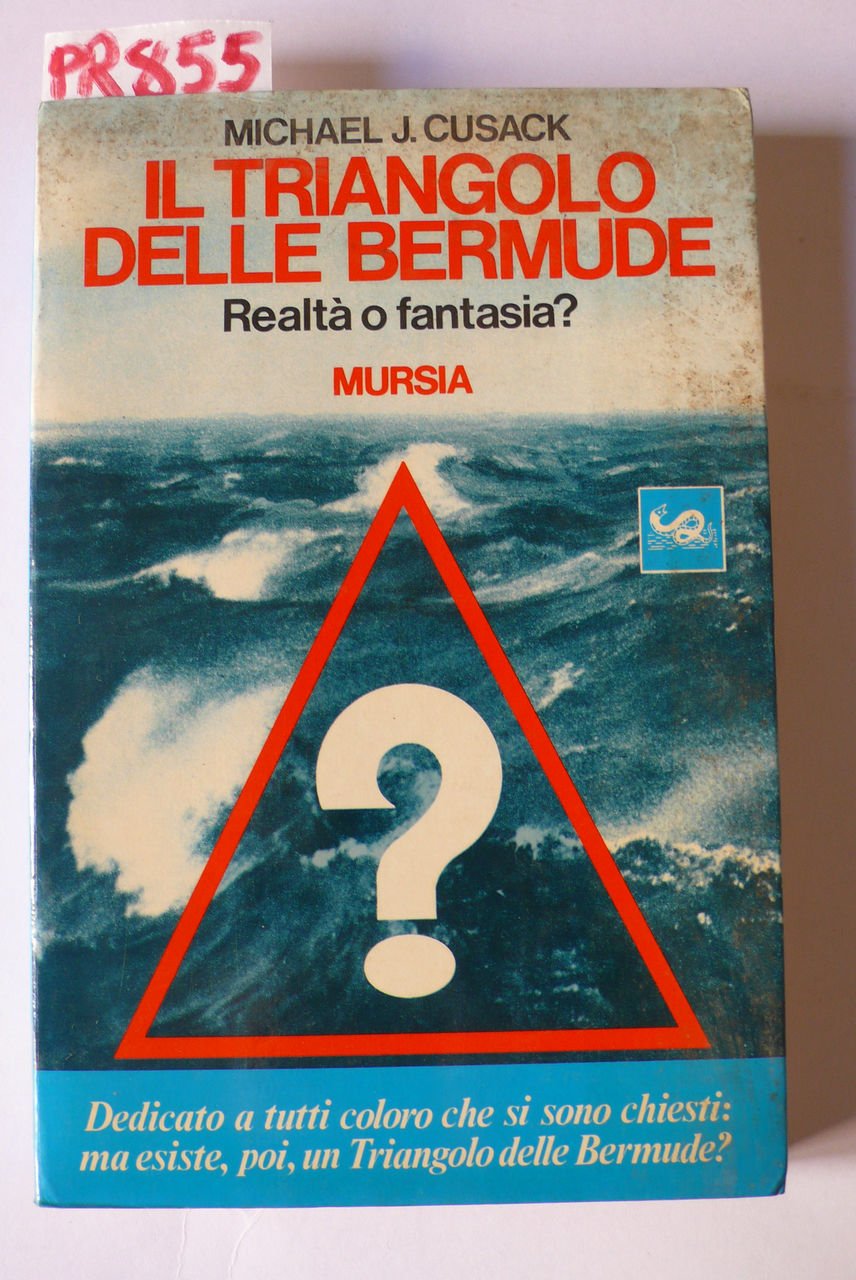 PR855
MICHAEL J. CUSACK
IL TRIANGOLO
DELLE BERMUDE
Realtà o fantasia?
MURSIA
?
Dedicato a tutti coloro che si sono chiesti:
ma esiste, poi, un Triangolo delle Bermude?